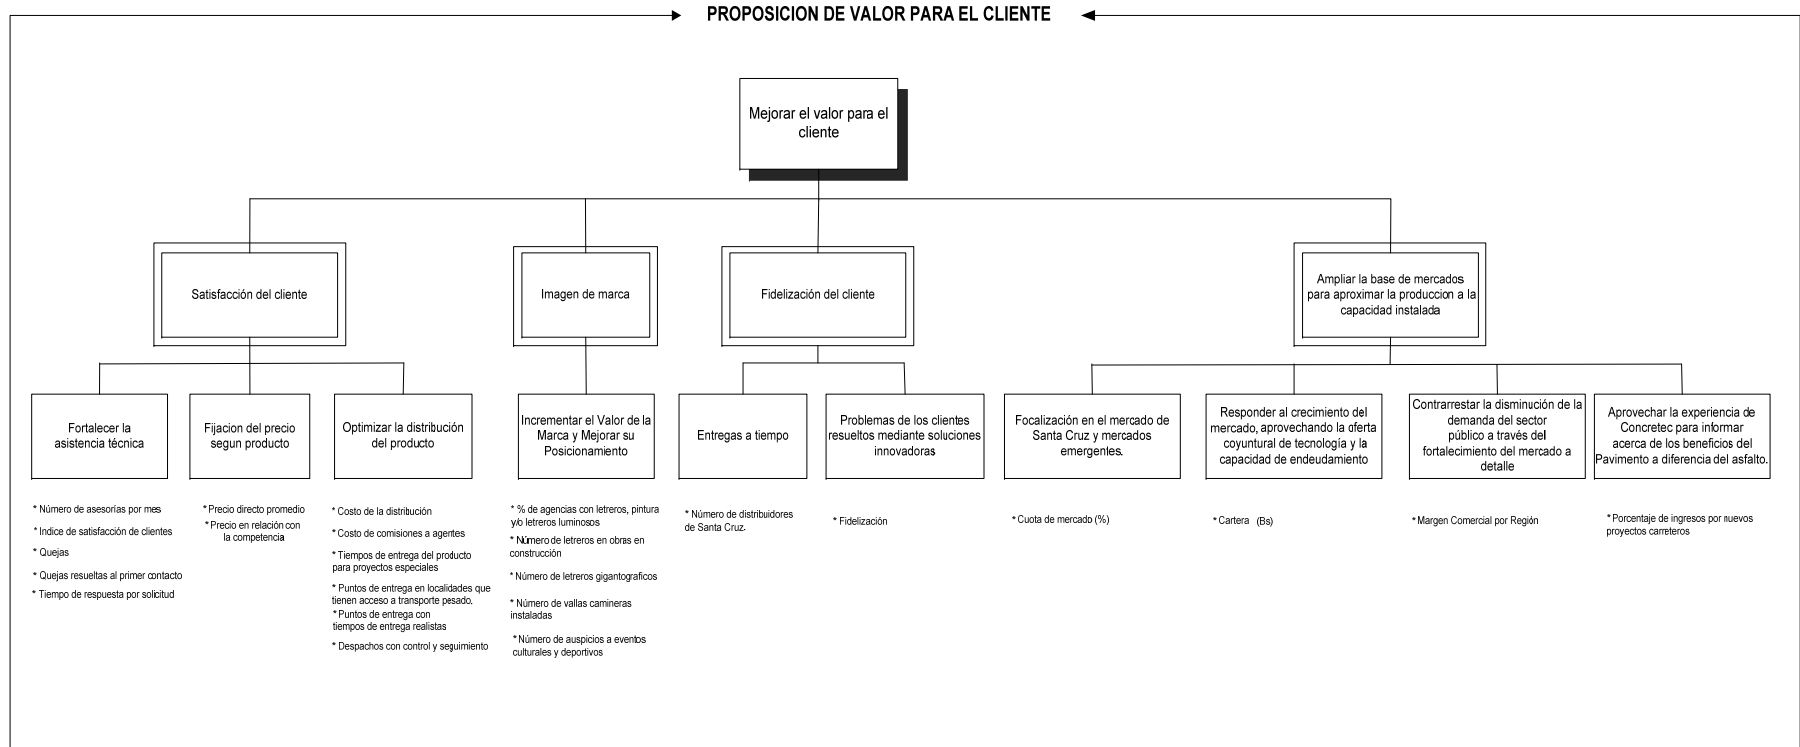 PROPOSICION DE VALOR PARA EL CLIENTE
Mejorar el valor para el
cliente
Satisfacción del cliente
Imagen de marca
Fidelización del cliente
Ampliar la base de mercados
para aproximar la produccion a la
capacidad instalada
Fortalecer la
asistencia técnica
Fijacion del precio
segun producto
Optimizar la distribución
del producto
Incrementar el Valor de la
Marca y Mejorar su
Posicionamiento
Entregas a tiempo
Problemas de los clientes
resueltos mediante soluciones
innovadoras
Focalización en el mercado de
Santa Cruz y mercados
emergentes.
Responder al crecimiento del
mercado, aprovechando la oferta
coyuntural de tecnología y la
capacidad de endeudamiento
Contrarrestar la disminución de la
demanda del sector
público a través del
fortalecimiento del mercado a
detalle
Aprovechar la experiencia de
Concretec para informar
acerca de los beneficios del
Pavimento a diferencia del asfalto.
* Número de asesorías por mes
* Indice de satisfacción de clientes
* Quejas
* Quejas resueltas al primer contacto
* Tiempo de respuesta por solicitud
* Precio directo promedio
* Precio en relación con
la competencia
* Costo de la distribución
* Costo de comisiones a agentes
* Tiempos de entrega del producto
para proyectos especiales
* Puntos de entrega en localidades que
tienen acceso a transporte pesado.
* Puntos de entrega con
tiempos de entrega realistas
* Despachos con control y seguimiento
* % de agencias con letreros, pintura
y/o letreros luminosos
* Número de letreros en obras en
construcción
* Número de letreros gigantograficos
* Número de vallas camineras
instaladas
* Número de auspicios a eventos
culturales y deportivos
* Número de distribuidores
de Santa Cruz.
* Fidelización
* Cuota de mercado (%)
* Cartera (Bs)
* Margen Comercial por Región
* Porcentaje de ingresos por nuevos
proyectos carreteros